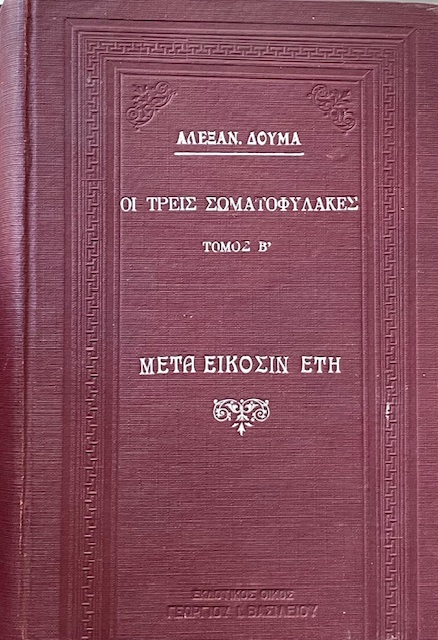 ΑΛΕΞΑΝ. ΔΟΥΜΑ
ΟΙ ΤΡΕΙΣ ΣΩΜΑΤΟΦΥΛΑΚΕΣ
ΤΟΜΟΣ Β'
ΜΕΤΑ ΕΙΚΟΣΙΝ ΕΤΗ
ΕΚΔΟΤΙΚΟΣ ΟΙΚΟΣ
ΓΕΩΡΓΙΟΥ Ι. ΒΑΣΙΛΕΙΟΥ